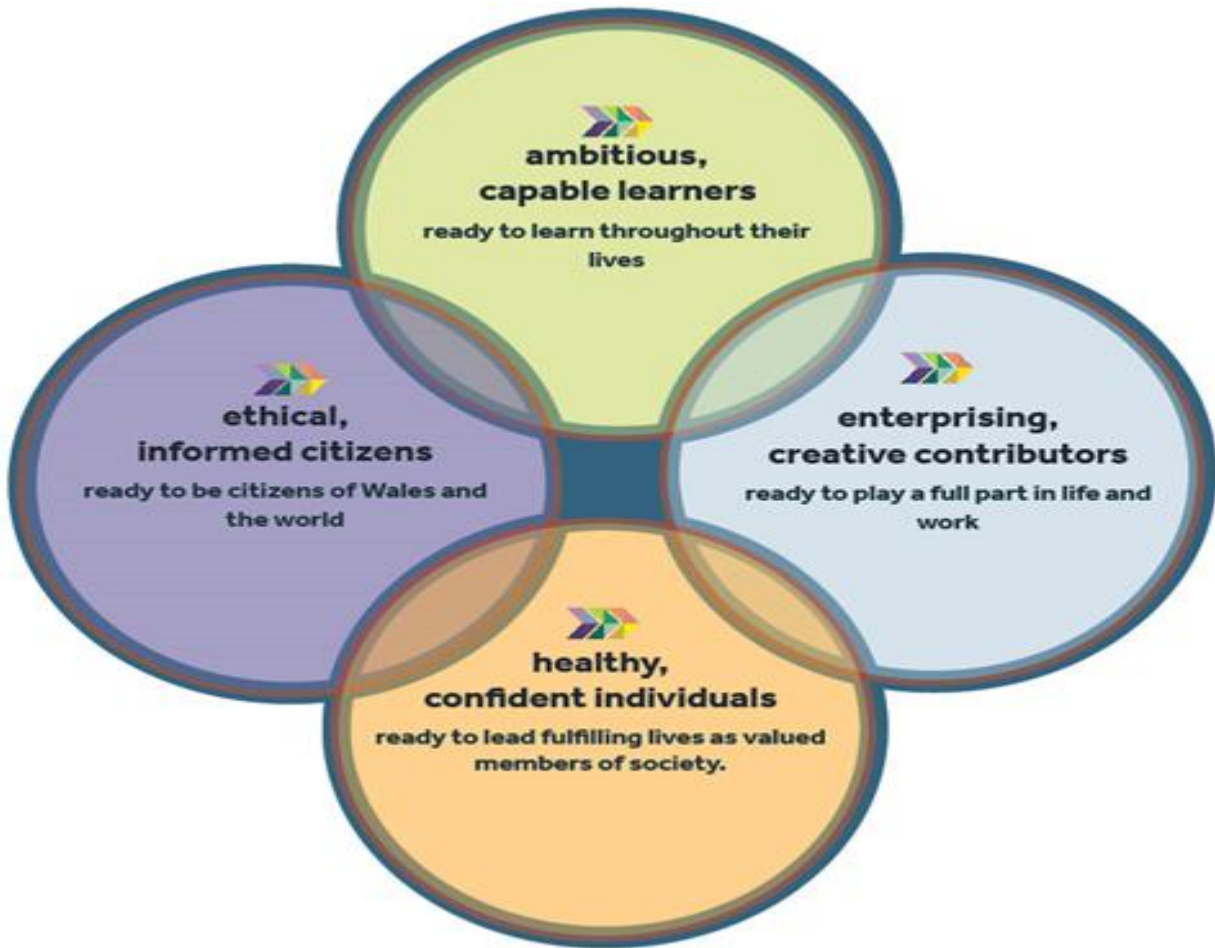 ambitious,
capable learners
ready to learn throughout their
lives
ethical,
informed citizens
ready to be citizens of Wales and
the world
enterprising,
creative contributors
ready to play a full part in life and
work
healthy,
confident individuals
ready to lead fulfilling lives as valued
members of society.